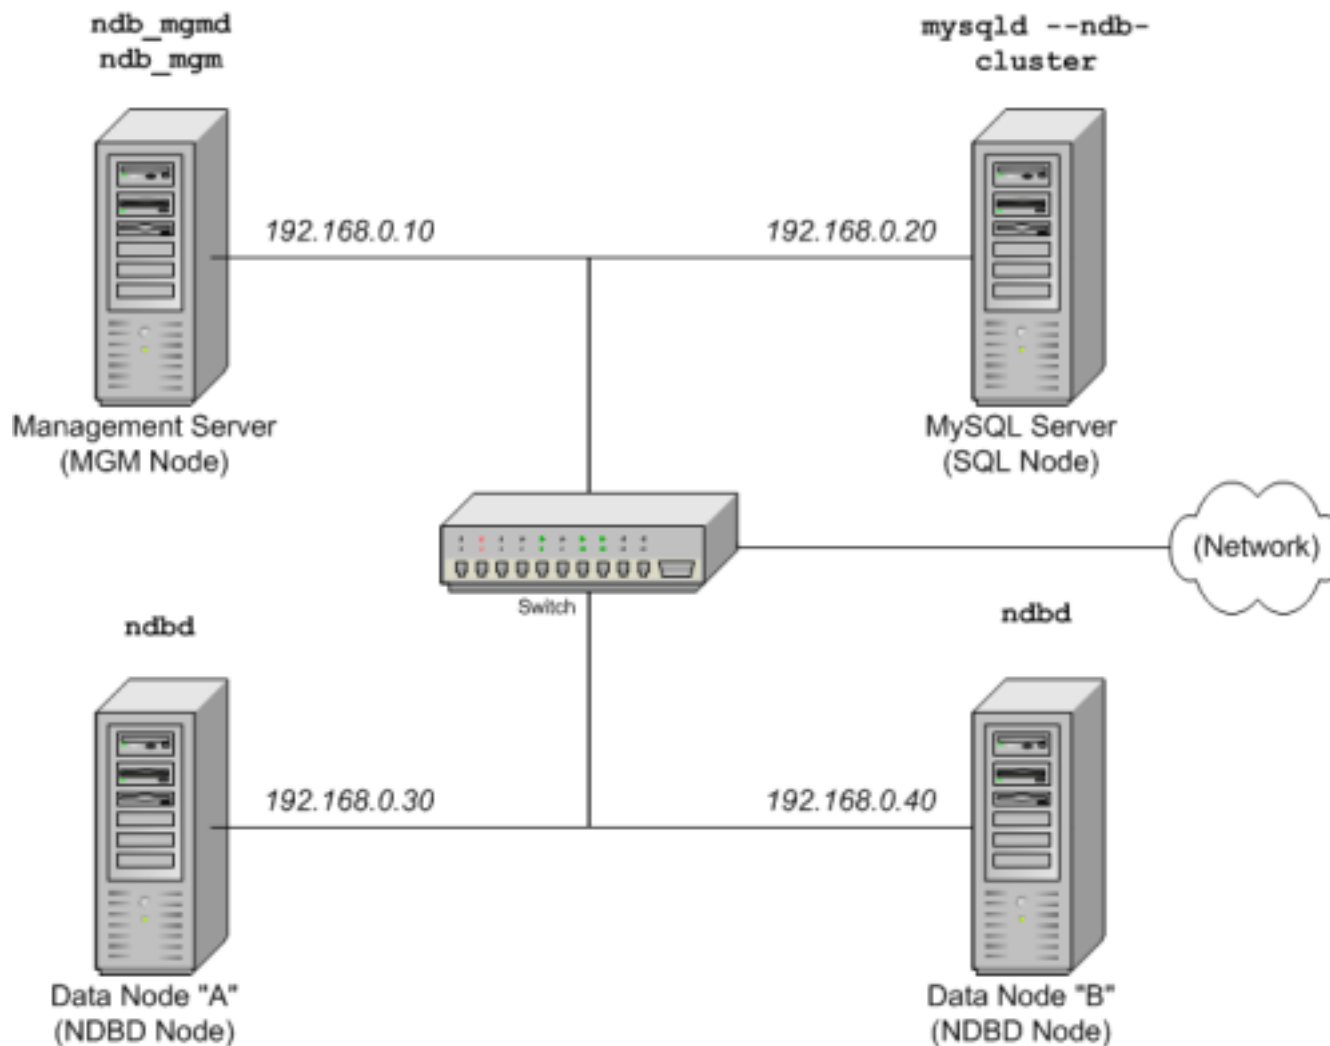 ndb_mgmd
ndb_mgm
mysqld --ndb-
cluster
192.168.0.10
192.168.0.20
Management Server
(MGM Node)
MySQL Server
(SQL Node)
(Network)
Switch
ndbd
ndbd
192.168.0.30
192.168.0.40
Data Node "A"
(NDBD Node)
Data Node "B"
(NDBD Node)